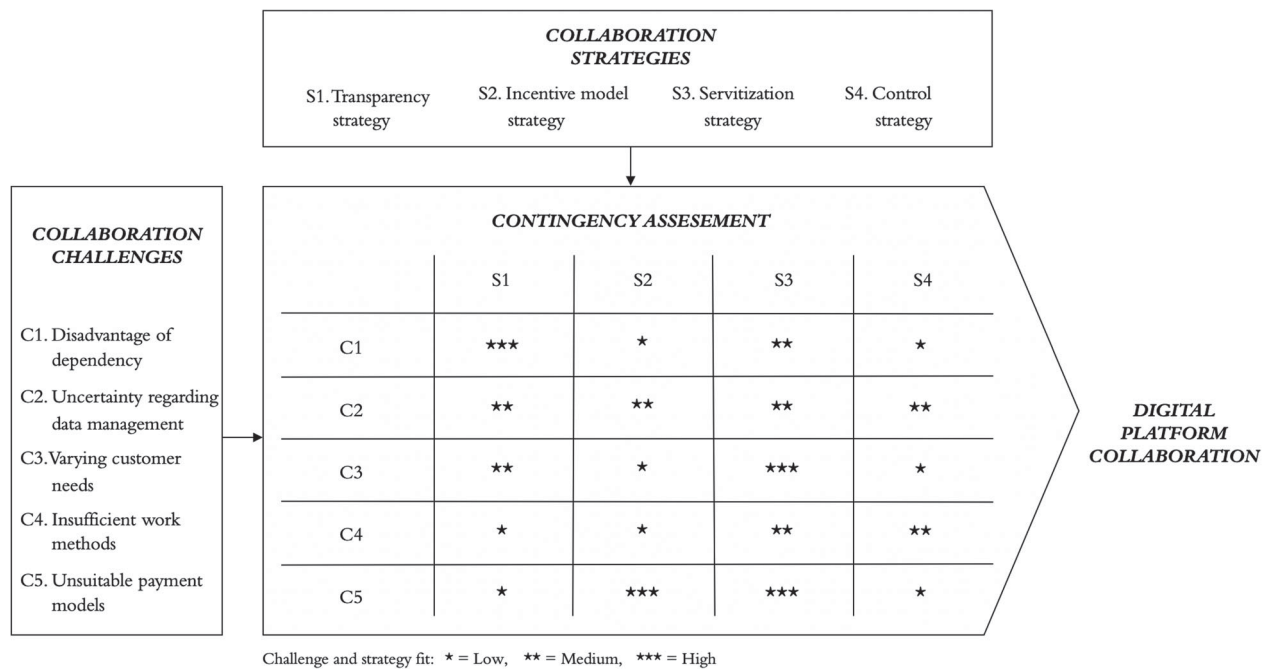 COLLABORATION
STRATEGIES
S1. Transparency
strategy
S2. Incentive model
strategy
S3. Servitization
strategy
S4. Control
strategy
COLLABORATION
CHALLENGES
C1. Disadvantage of
dependency
C2. Uncertainty regarding
data management
C3. Varying customer
needs
C4. Insufficient work
methods
C5. Unsuitable payment
models
CONTINGENCY ASSESEMENT
S1 S2 S3 S4
C1 ★★★ ★ ★★ ★
C2 ★★ ★★ ★★ ★★
C3 ★★ ★ ★★★ ★
C4 ★ ★ ★★ ★★
C5 ★ ★★★ ★★★ ★
DIGITAL
PLATFORM
COLLABORATION
Challenge and strategy fit: ★ = Low, ★★ = Medium, ★★★ = High